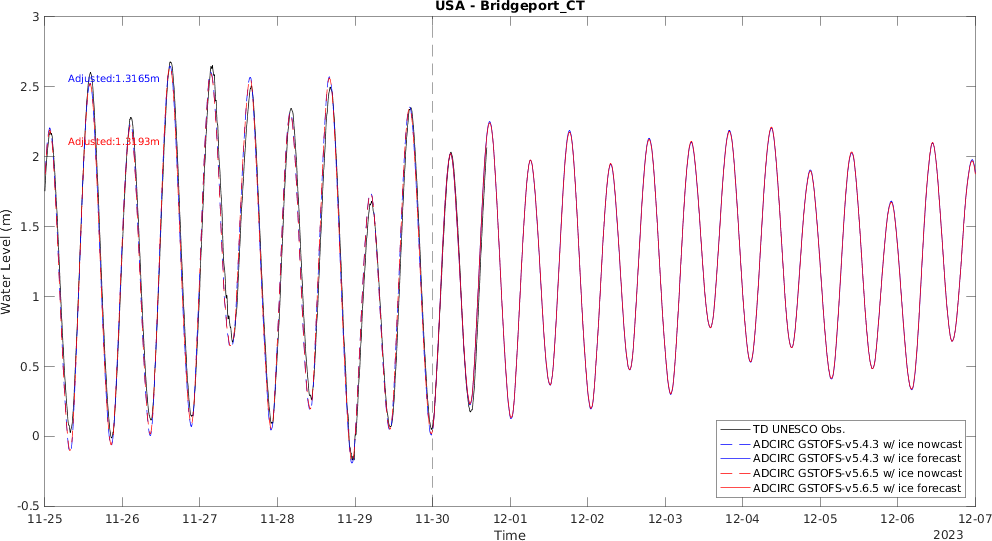 USA - Bridgeport_CT
3
2.5
2
1.5
1
0.5
0
-0.5
Water Level (m)
Adjusted:1.3165m
Adjusted:1.3193m
TD UNESCO Obs.
ADCIRC GSTOFS-v5.4.3 w/ ice nowcast
ADCIRC GSTOFS-v5.4.3 w/ ice forecast
ADCIRC GSTOFS-v5.6.5 w/ ice nowcast
ADCIRC GSTOFS-v5.6.5 w/ ice forecast
11-25 11-26 11-27 11-28 11-29 11-30 12-01 12-02 12-03 12-04 12-05 12-06 12-07
Time
2023